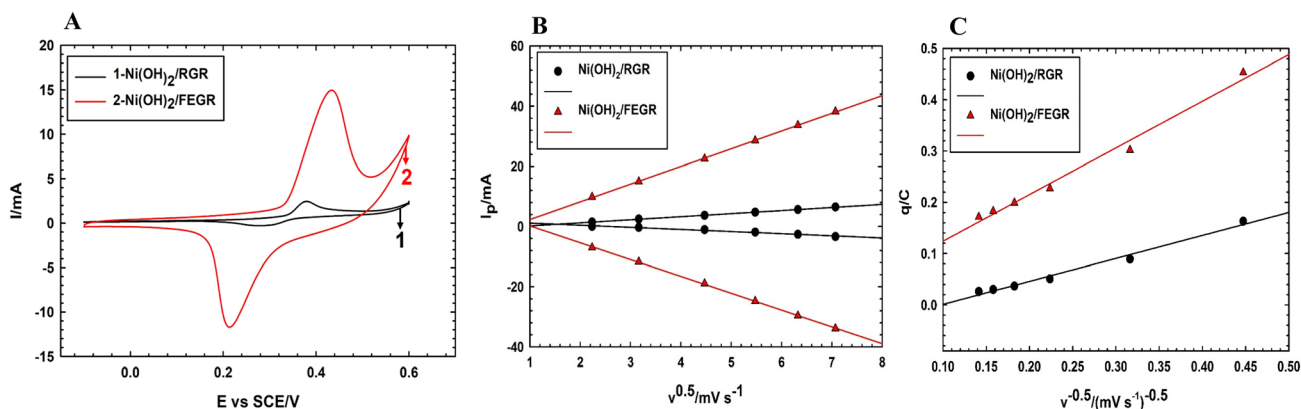 A
I/mA
20
15
10
5
0
-5
-10
-15
1-Ni(OH)2/RGR
2-Ni(OH)2/FEGR
2
1
0.0
0.2
0.4
0.6
E vs SCE/V
B
Ip/mA
60
40
20
0
-20
-40
Ni(OH)2/RGR
Ni(OH)2/FEGR
1
2
3
4
5
6
7
8
v^0.5/mV s^-1
C
q/C
0.5
0.4
0.3
0.2
0.1
0.0
Ni(OH)2/RGR
Ni(OH)2/FEGR
0.10
0.15
0.20
0.25
0.30
0.35
0.40
0.45
0.50
v^-0.5/(mV s^-1)^-0.5